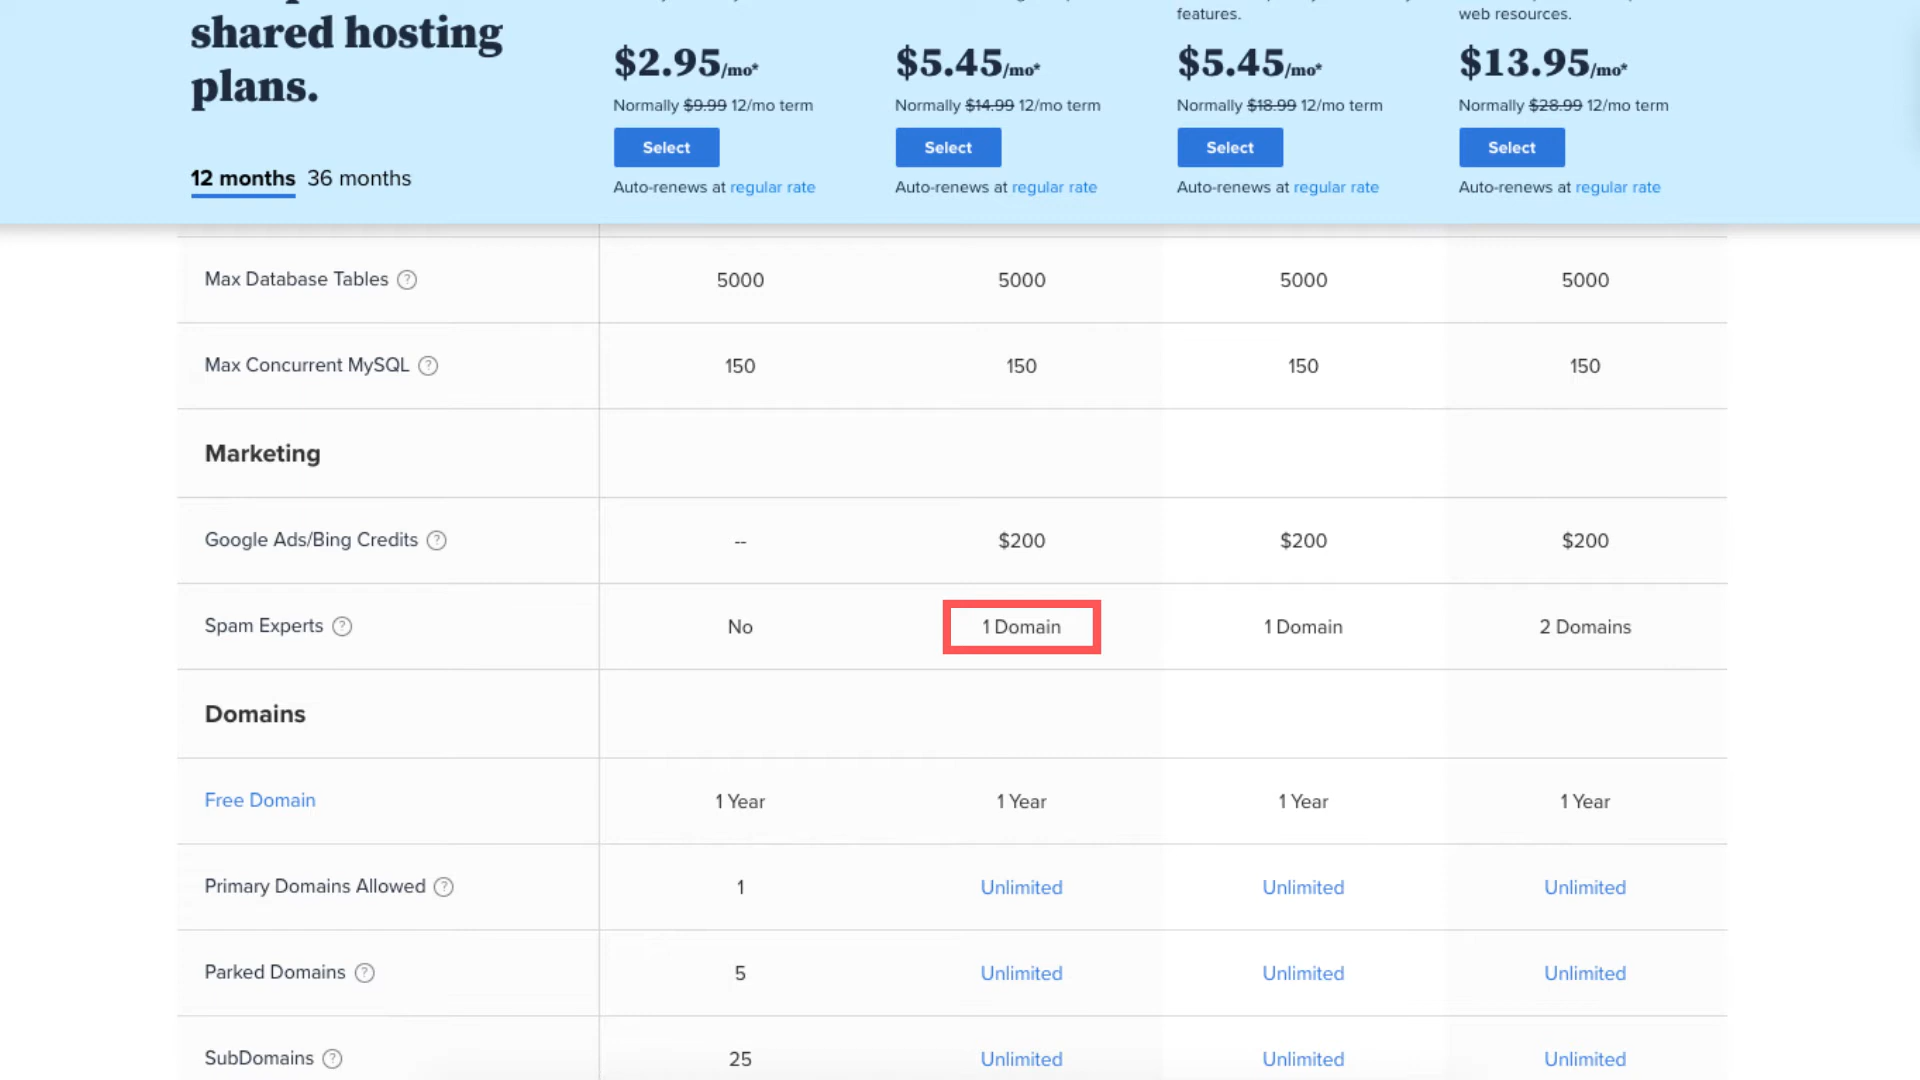 shared hosting
plans.
12 months 36 months
features.
web resources.
$2.95/mo*
$5.45/mo*
$5.45/mo*
$13.95/mo*
Normally $9.99 12/mo term
Normally $14.99 12/mo term
Normally $18.99 12/mo term
Normally $28.99 12/mo term
Select
Select
Select
Select
Auto-renews at regular rate
Auto-renews at regular rate
Auto-renews at regular rate
Auto-renews at regular rate
Max Database Tables ? 5000 5000 5000 5000
Max Concurrent MySQL ? 150 150 150 150
Marketing
Google Ads/Bing Credits ? -- $200 $200 $200
Spam Experts ? No 1 Domain 1 Domain 2 Domains
Domains
Free Domain 1 Year 1 Year 1 Year 1 Year
Primary Domains Allowed ? 1 Unlimited Unlimited Unlimited
Parked Domains ? 5 Unlimited Unlimited Unlimited
SubDomains ? 25 Unlimited Unlimited Unlimited